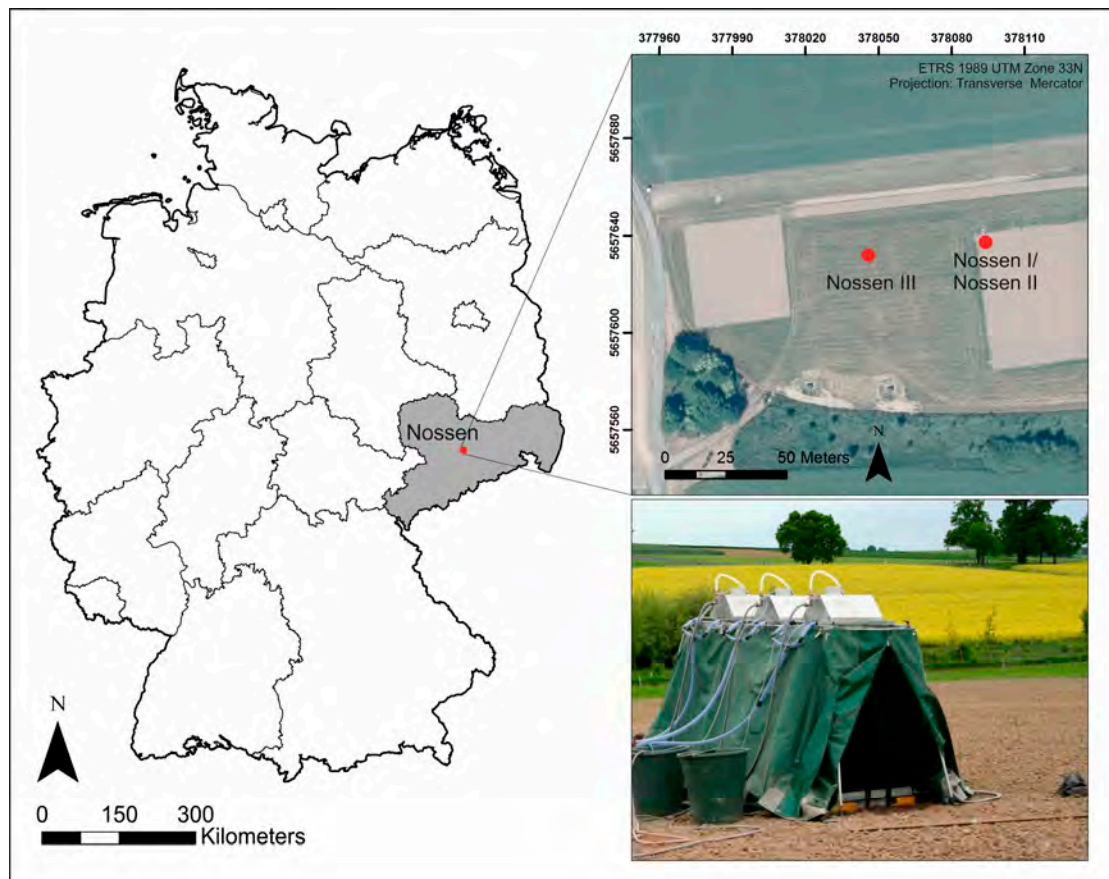 377960 377990 378020 378050 378080 378110
ETRS 1989 UTM Zone 33N
Projection: Transverse Mercator
5657680
5657640
Nossen III
Nossen I/
Nossen II
5657600
5657560
N
0 25 50 Meters
Nossen
N
0 150 300
Kilometers